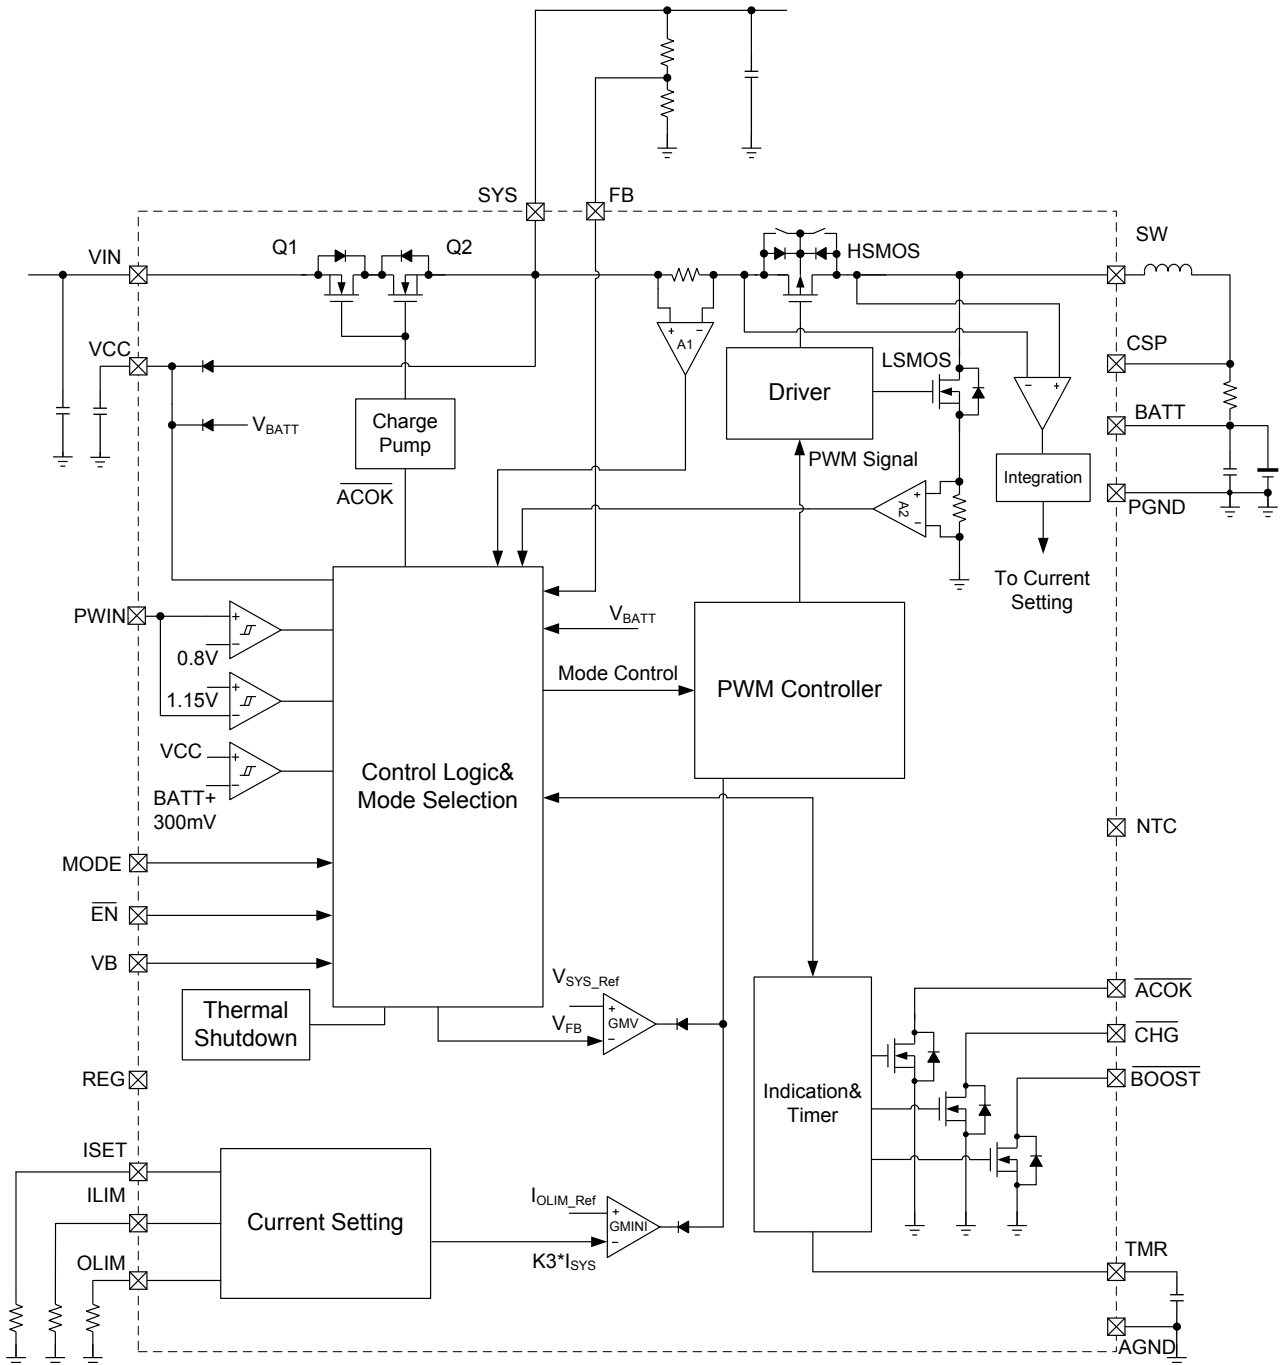 SYS
FB
SW
VIN
Q1
Q2
HSMOS
VCC
A1
LSMOS
CSP
Driver
BATT
Charge
Pump
V_BATT
PWM Signal
Integration
ACOK
A2
PGND
To Current
Setting
PWIN
+
−
0.8V
V_BATT
1.15V
Mode Control
PWM Controller
VCC
BATT+
300mV
Control Logic&
Mode Selection
NTC
MODE
EN
VB
V_SYS_Ref
GMV
V_FB
Thermal
Shutdown
ACOK
CHG
BOOST
REG
Indication&
Timer
ISET
ILIM
OLIM
Current Setting
I_OLIM_Ref
GMINI
K3*I_SYS
TMR
AGND